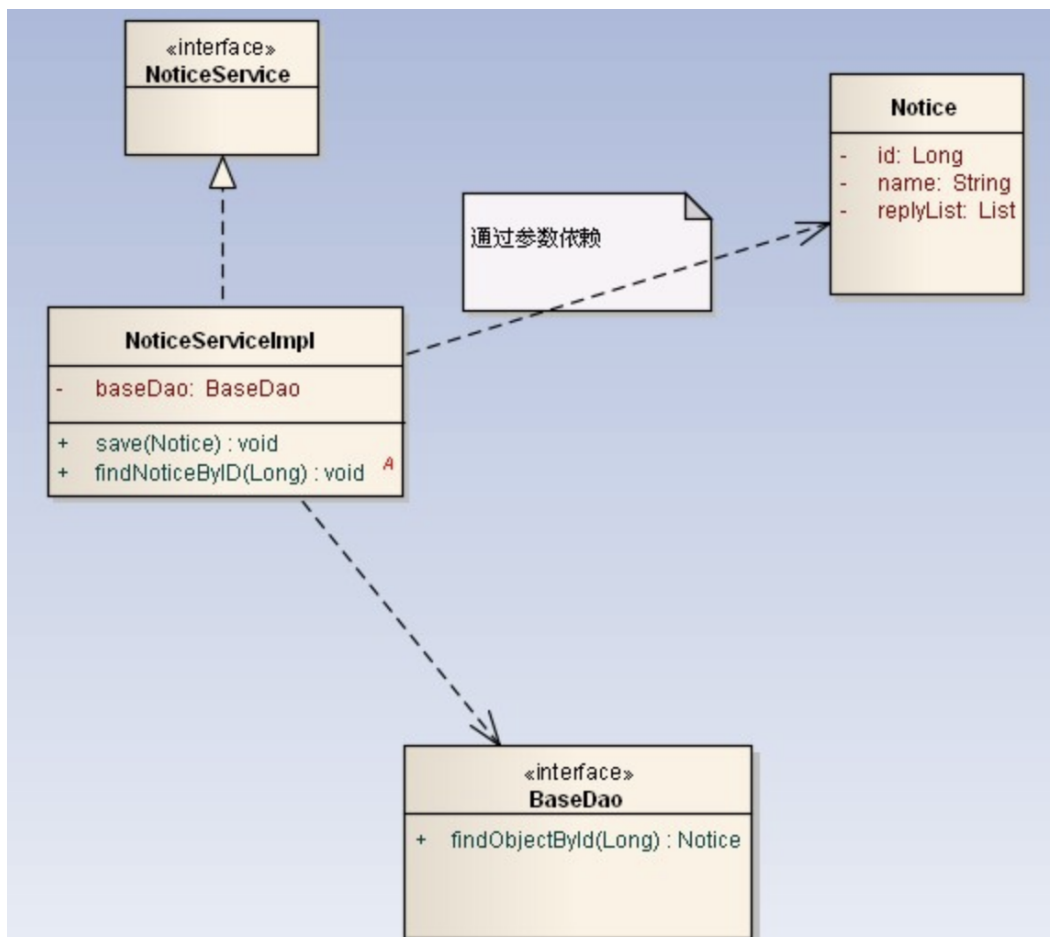 «interface»
NoticeService
Notice
- id: Long
- name: String
- replyList: List
通过参数依赖
NoticeServiceImpl
- baseDao: BaseDao
+ save(Notice) : void
+ findNoticeByID(Long) : void
A
«interface»
BaseDao
+ findObjectById(Long) : Notice